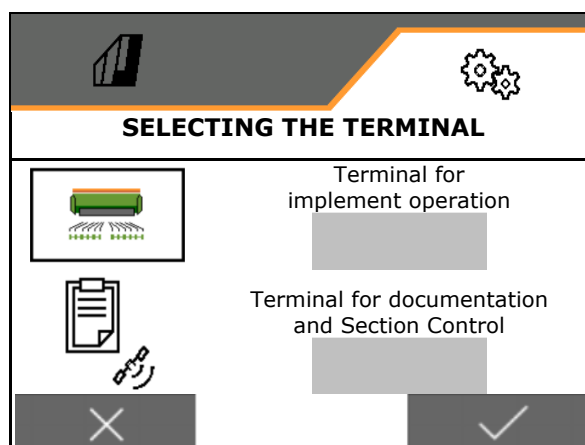 SELECTING THE TERMINAL
Terminal for
implement operation
Terminal for documentation
and Section Control